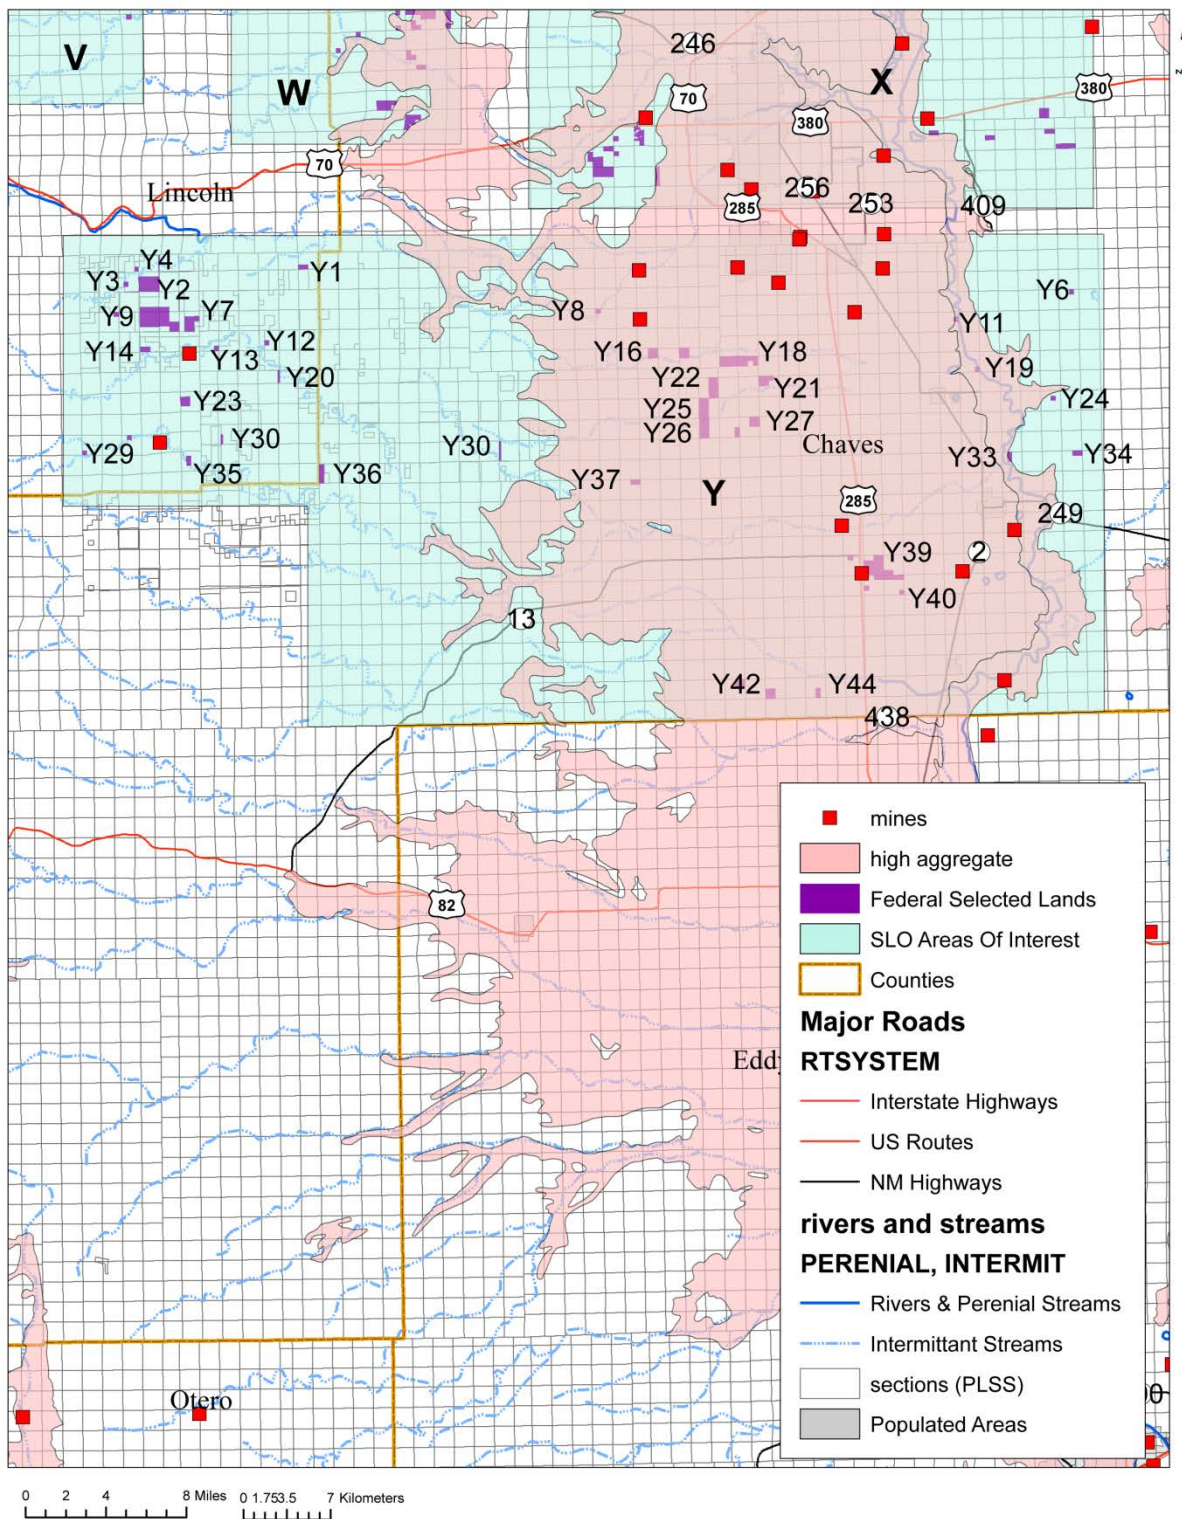 V
W
246
X
70
380
380
70
Lincoln
256
285
253
409
Y4
Y3
Y2
Y1
Y6
Y9
Y7
Y8
Y11
Y14
Y13
Y12
Y16
Y18
Y19
Y20
Y22
Y21
Y23
Y25
Y24
Y26
Y27
Y29
Y30
Y30
Chaves
Y33
Y34
Y35
Y36
Y37
Y
285
249
Y39
2
Y40
13
Y42
Y44
438
82
Edd
Otero
mines
high aggregate
Federal Selected Lands
SLO Areas Of Interest
Counties
Major Roads
RTSYSTEM
Interstate Highways
US Routes
NM Highways
rivers and streams
PERENIAL, INTERMIT
Rivers & Perenial Streams
Intermittant Streams
sections (PLSS)
Populated Areas
0 2 4 8 Miles
0 1.753.5 7 Kilometers